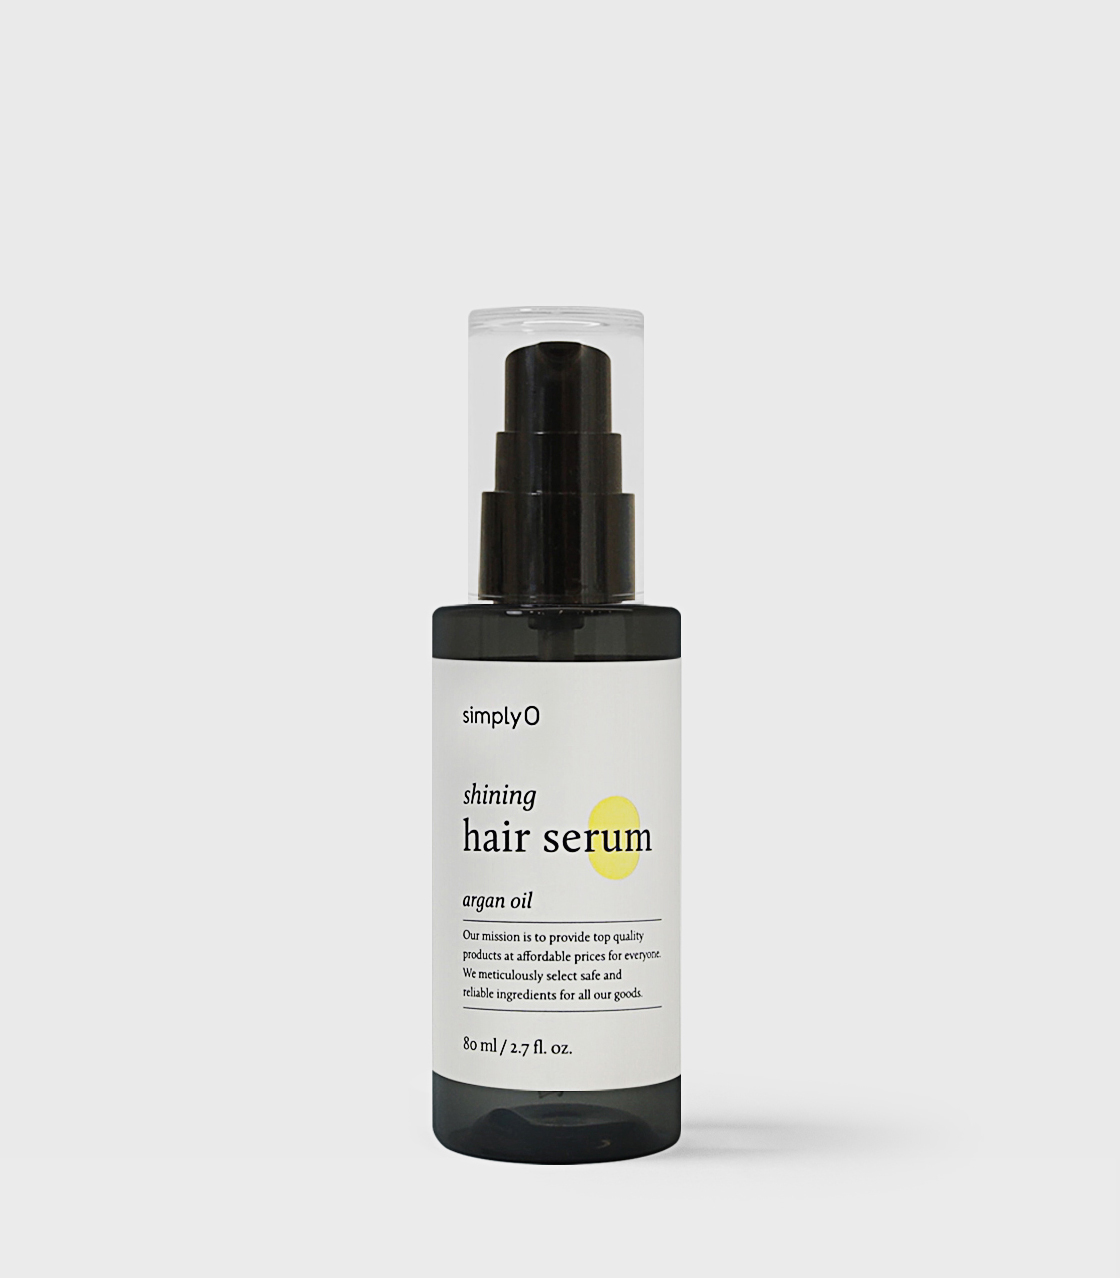 simplyO
shining
hair serum
argan oil
Our mission is to provide top quality
products at affordable prices for everyone.
We meticulously select safe and
reliable ingredients for all our goods.
80 ml / 2.7 fl. oz.